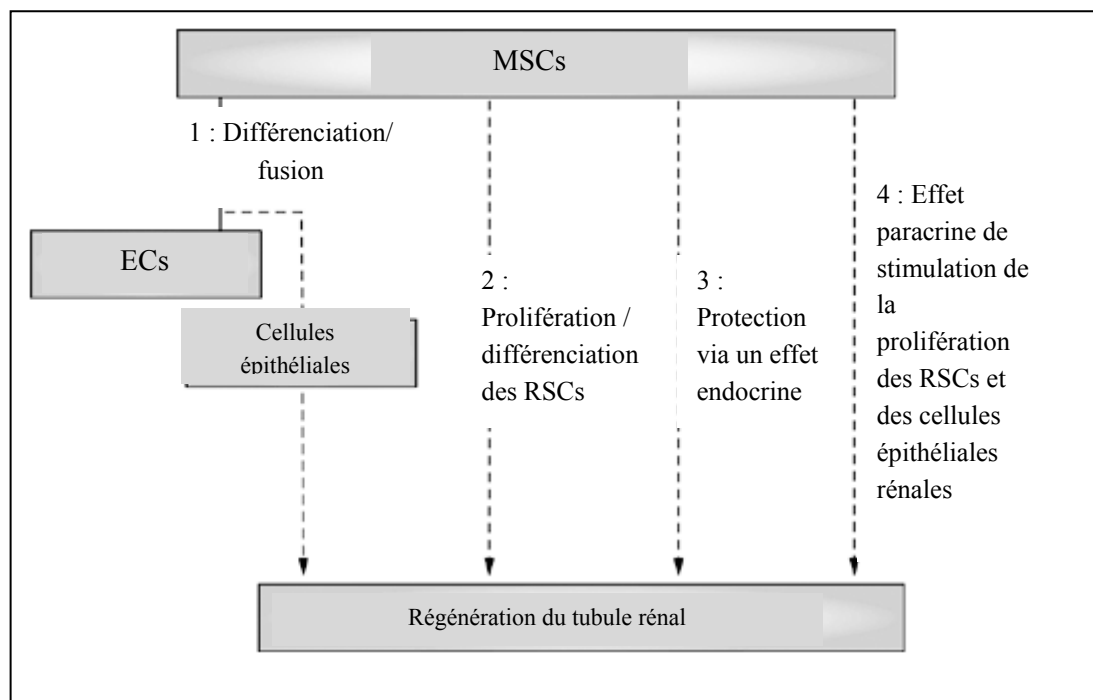 MSCs
1 : Différenciation/
fusion
ECs
Cellules
épithéliales
2 :
Prolifération /
différenciation
des RSCs
3 :
Protection
via un effet
endocrine
4 : Effet
paracrine de
stimulation de
la
prolifération
des RSCs et
des cellules
épithéliales
rénales
Régénération du tubule rénal